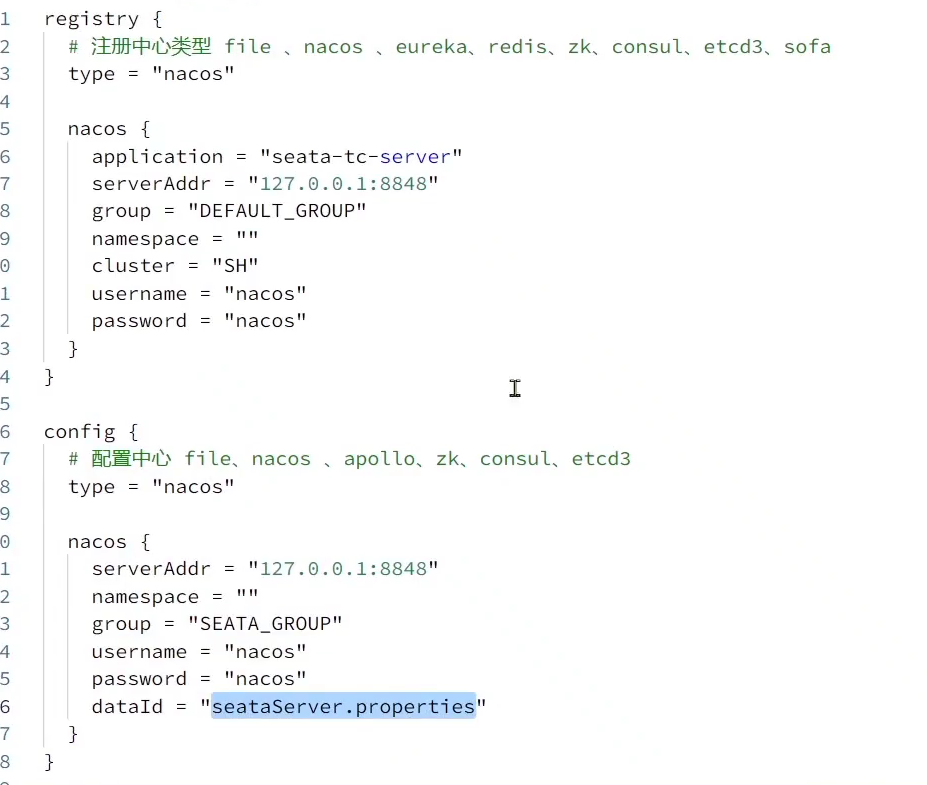 1 registry {
2 # 注册中心类型 file 、nacos 、eureka、redis、zk、consul、etcd3、sofa
3 type = "nacos"
4
5 nacos {
6 application = "seata-tc-server"
7 serverAddr = "127.0.0.1:8848"
8 group = "DEFAULT_GROUP"
9 namespace = ""
0 cluster = "SH"
1 username = "nacos"
2 password = "nacos"
3 }
4 }
5
6 config {
7 # 配置中心 file、nacos 、apollo、zk、consul、etcd3
8 type = "nacos"
9
0 nacos {
1 serverAddr = "127.0.0.1:8848"
2 namespace = ""
3 group = "SEATA_GROUP"
4 username = "nacos"
5 password = "nacos"
6 dataId = "seataServer.properties"
7 }
8 }